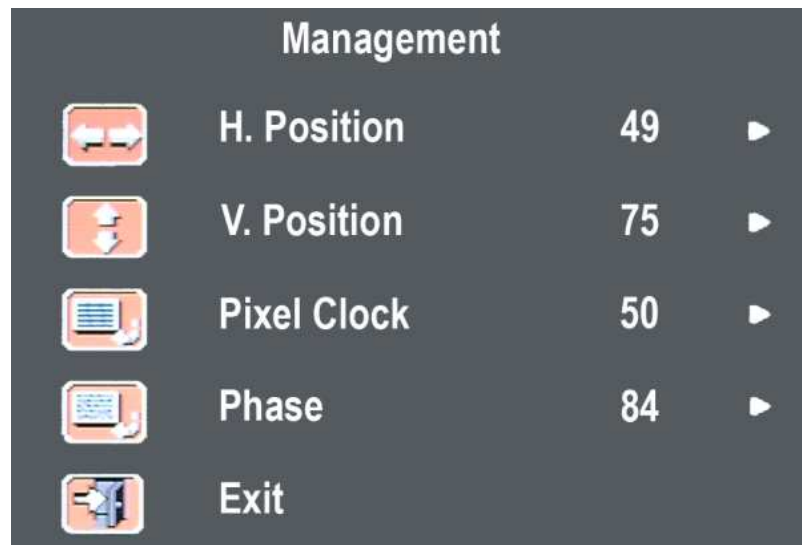 Management
H. Position 49
V. Position 75
Pixel Clock 50
Phase 84
Exit